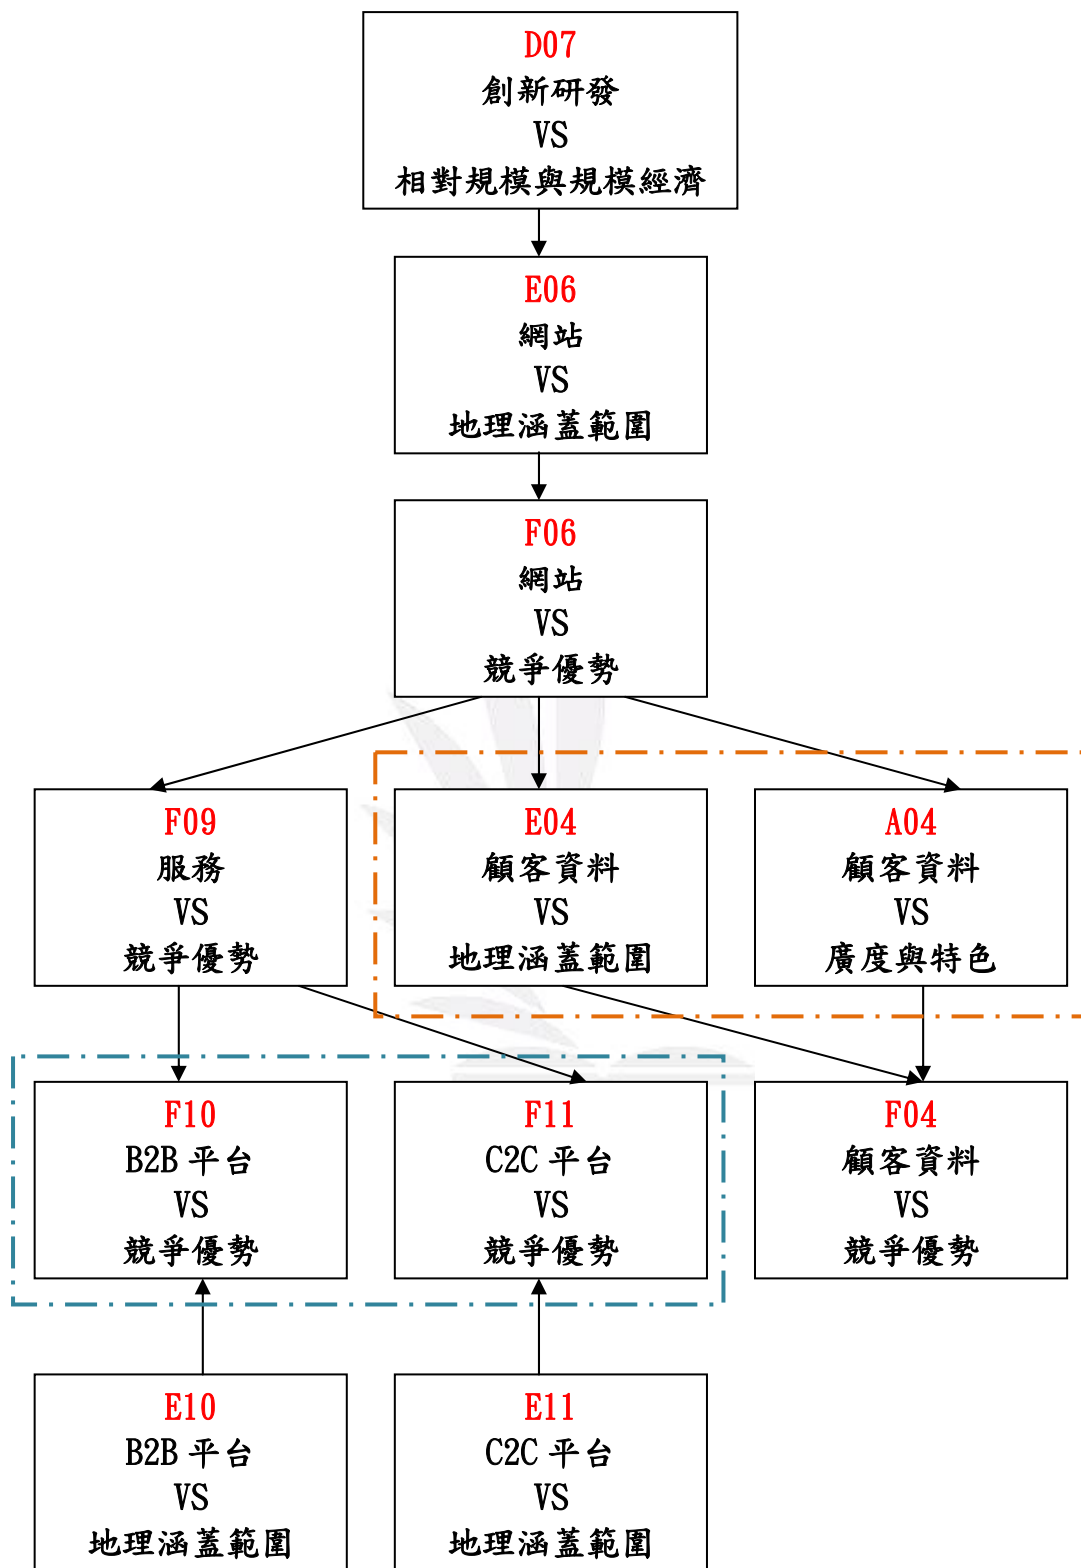 D07
創新研發
VS
相對規模與規模經濟
E06
網站
VS
地理涵蓋範圍
F06
網站
VS
競爭優勢
F09
服務
VS
競爭優勢
E04
顧客資料
VS
地理涵蓋範圍
A04
顧客資料
VS
廣度與特色
F10
B2B 平台
VS
競爭優勢
F11
C2C 平台
VS
競爭優勢
F04
顧客資料
VS
競爭優勢
E10
B2B 平台
VS
地理涵蓋範圍
E11
C2C 平台
VS
地理涵蓋範圍